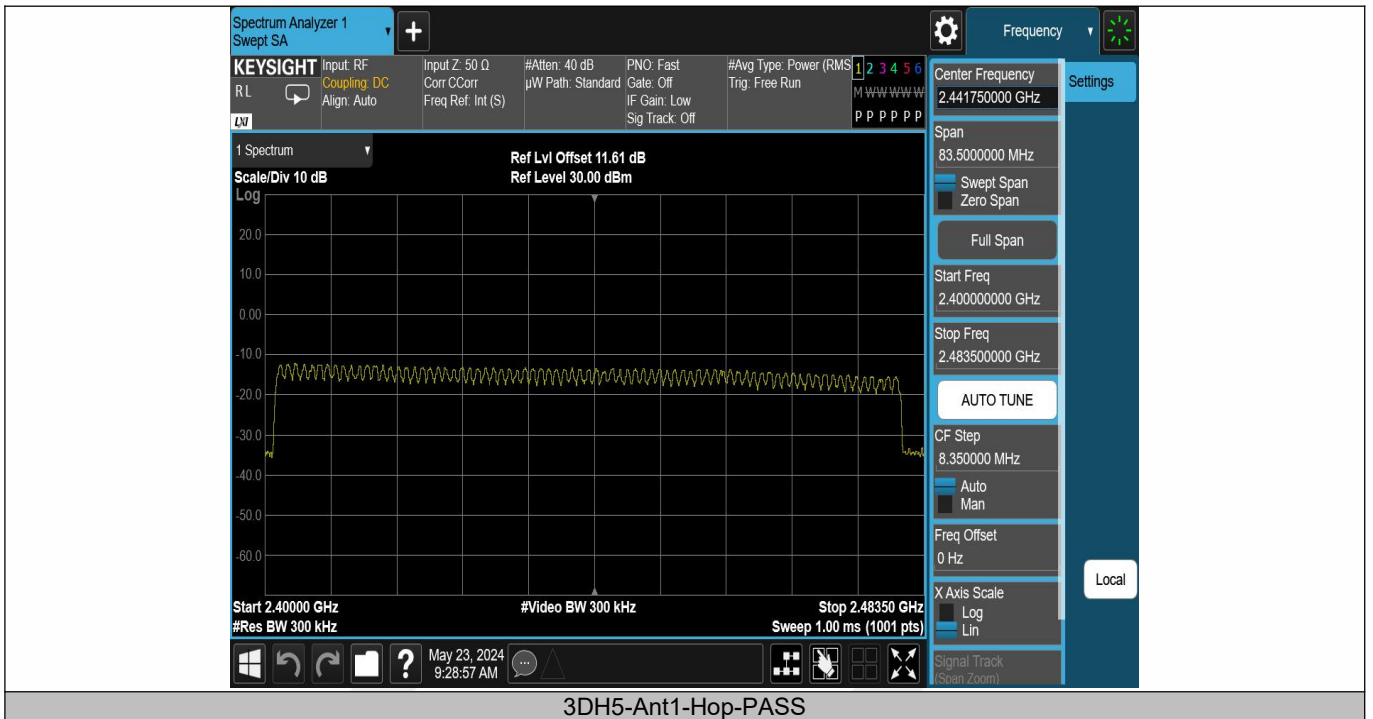 Spectrum Analyzer 1
Swept SA
Frequency
KEYSIGHT
RL
LXI
Input: RF
Coupling: DC
Align: Auto
Input Z: 50 Ω
Corr CCorr
Freq Ref: Int (S)
#Atten: 40 dB
µW Path: Standard
PNO: Fast
Gate: Off
IF Gain: Low
Sig Track: Off
#Avg Type: Power (RMS
Trig: Free Run
1 2 3 4 5 6
M W W W W W
P P P P P P
1 Spectrum
Scale/Div 10 dB
Ref Lvl Offset 11.61 dB
Ref Level 30.00 dBm
Log
20.0
10.0
0.00
-10.0
-20.0
-30.0
-40.0
-50.0
-60.0
Start 2.40000 GHz
#Video BW 300 kHz
Stop 2.48350 GHz
#Res BW 300 kHz
Sweep 1.00 ms (1001 pts)
Center Frequency
2.441750000 GHz
Settings
Span
83.5000000 MHz
Swept Span
Zero Span
Full Span
Start Freq
2.400000000 GHz
Stop Freq
2.483500000 GHz
AUTO TUNE
CF Step
8.350000 MHz
Auto
Man
Freq Offset
0 Hz
Local
X Axis Scale
Log
Lin
Signal Track
(Span Zoom)
?
May 23, 2024
9:28:57 AM
3DH5-Ant1-Hop-PASS